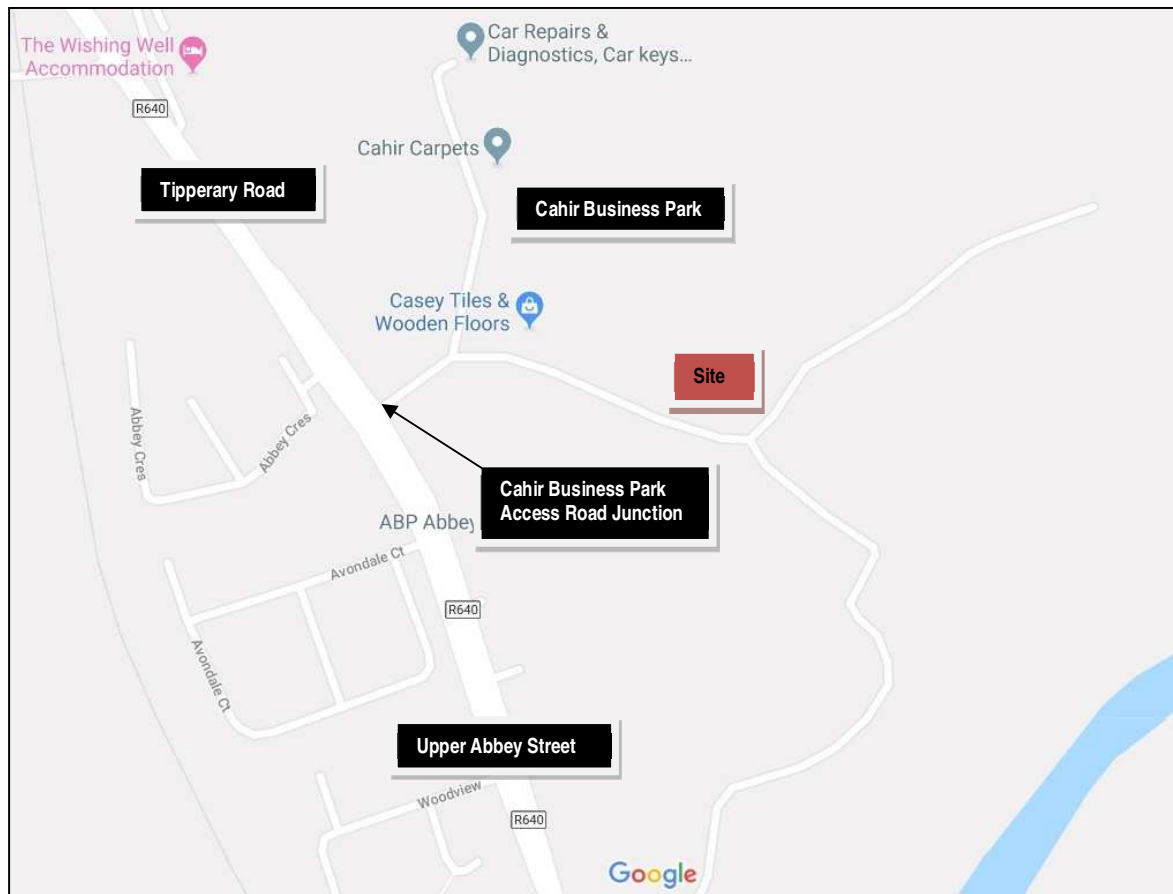 The Wishing Well
Accommodation
Car Repairs &
Diagnostics, Car keys...
R640
Cahir Carpets
Tipperary Road
Cahir Business Park
Casey Tiles &
Wooden Floors
Site
Abbey Cres
Abbey Cres
Cahir Business Park
Access Road Junction
ABP Abbey
Avondale Ct
R640
Avondale Ct
Upper Abbey Street
Woodview
R640
Google